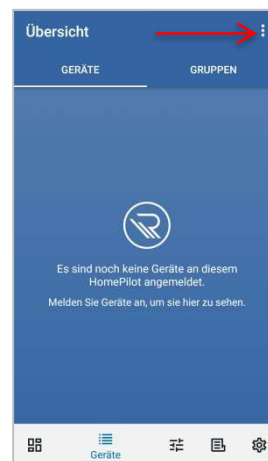 Übersicht
GERÄTE
GRUPPEN
Es sind noch keine Geräte an diesem
HomePilot angemeldet.
Melden Sie Geräte an, um sie hier zu sehen.
Geräte